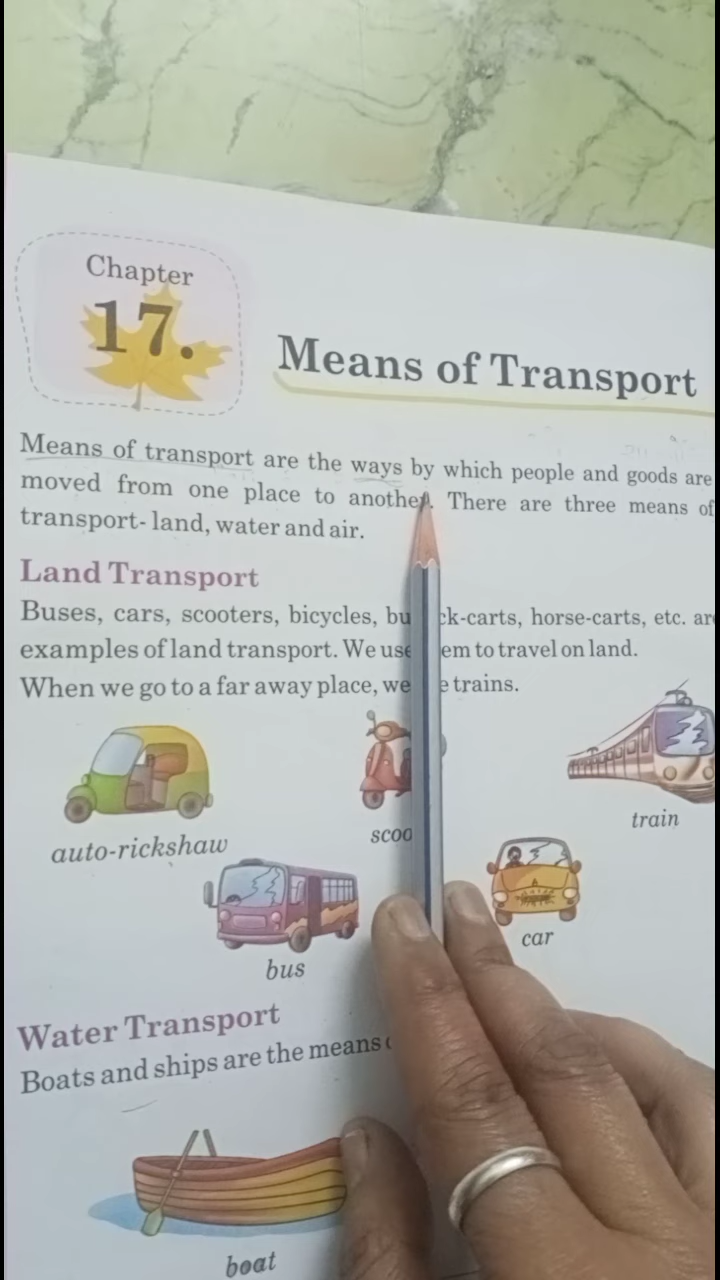 Chapter
17.
Means of Transport
Means of transport are the ways by which people and goods are
moved from one place to another. There are three means of
transport- land, water and air.
Land Transport
Buses, cars, scooters, bicycles, ck-carts, horse-carts, etc. are
examples of land transport. We use em to travel on land.
When we go to a far away place, we trains.
auto-rickshaw
scoo
train
bus
car
Water Transport
Boats and ships are the means
boat